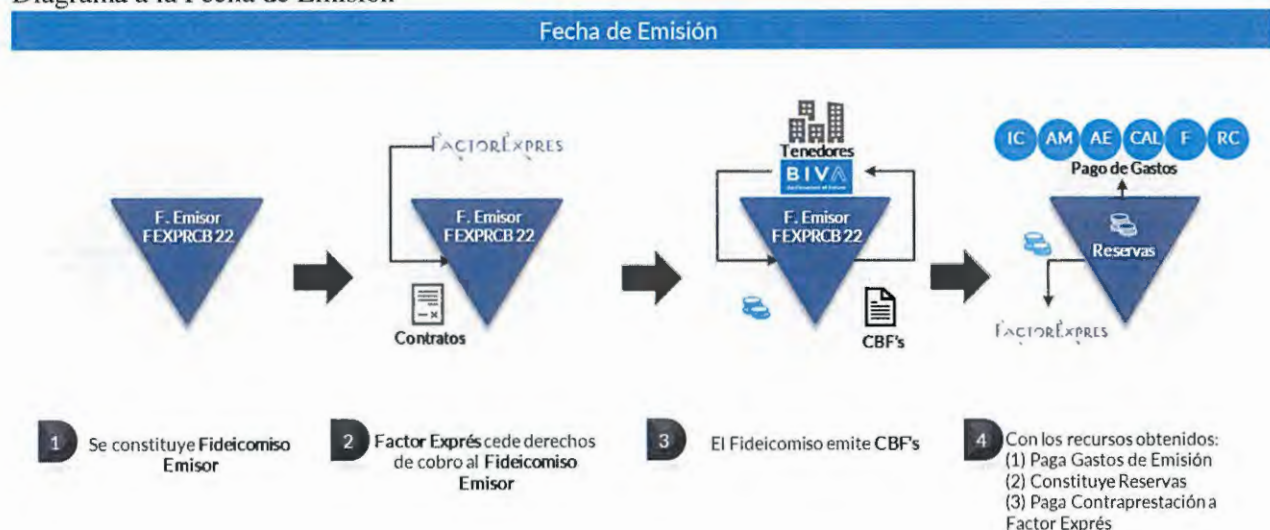 Diagrama a la Fecha de Emisión
Fecha de Emisión
F. Emisor
FEXPRCB 22
FACTOREXPRES
F. Emisor
FEXPRCB 22
Contratos
Tenedores
BIVA
F. Emisor
FEXPRCB 22
CBF's
IC AM AE CAL F RC
Pago de Gastos
Reservas
FACTOREXPRES
1 Se constituye Fideicomiso
Emisor
2 Factor Exprés cede derechos
de cobro al Fideicomiso
Emisor
3 El Fideicomiso emite CBF's
4 Con los recursos obtenidos:
(1) Paga Gastos de Emisión
(2) Constituye Reservas
(3) Paga Contraprestación a
Factor Exprés